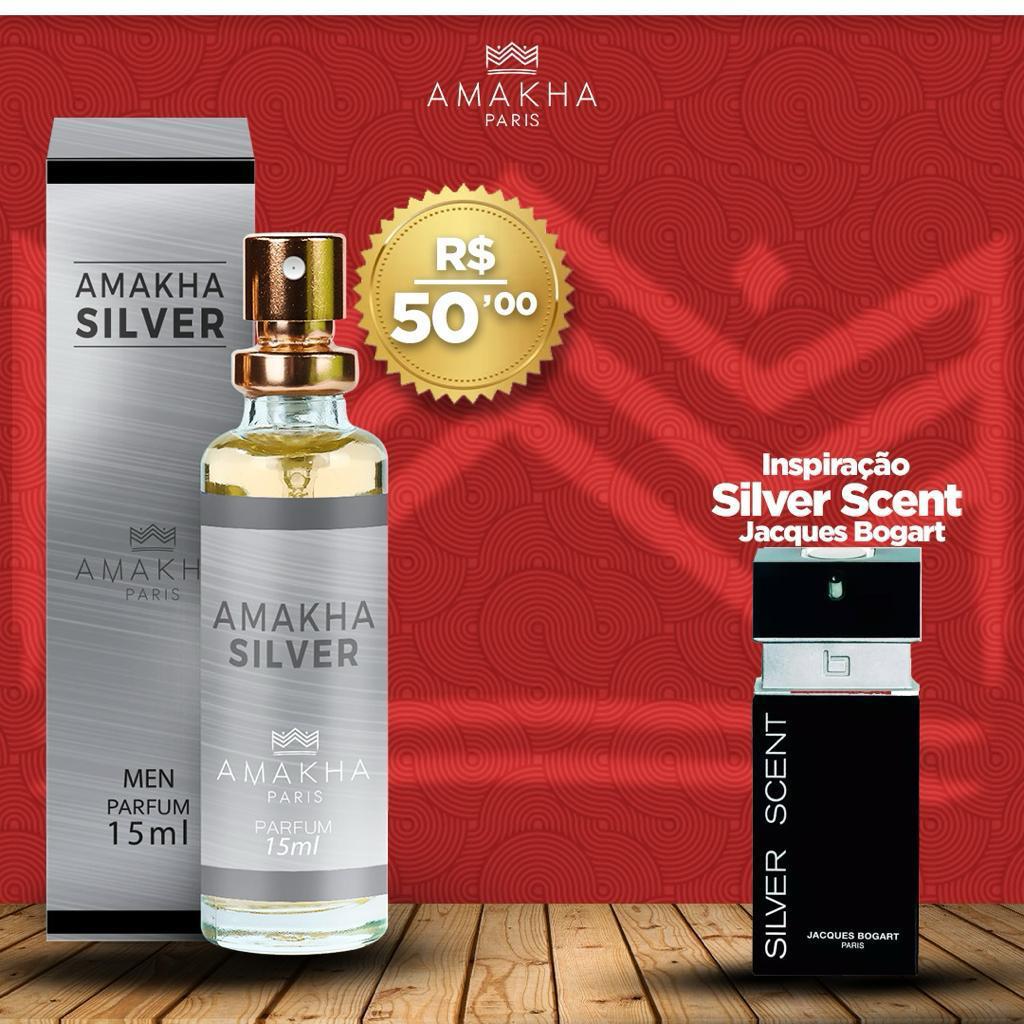 AMAKHA
PARIS
AMAKHA
SILVER
AMAKH
PARIS
MEN
PARFUM
15ml
R$
50'00
AMAKHA
SILVER
AMAKHA
PARIS
PARFUM
15ml
Inspiração
Silver Scent
Jacques Bogart
b
SILVER SCENT
JACQUES BOGART
PARIS